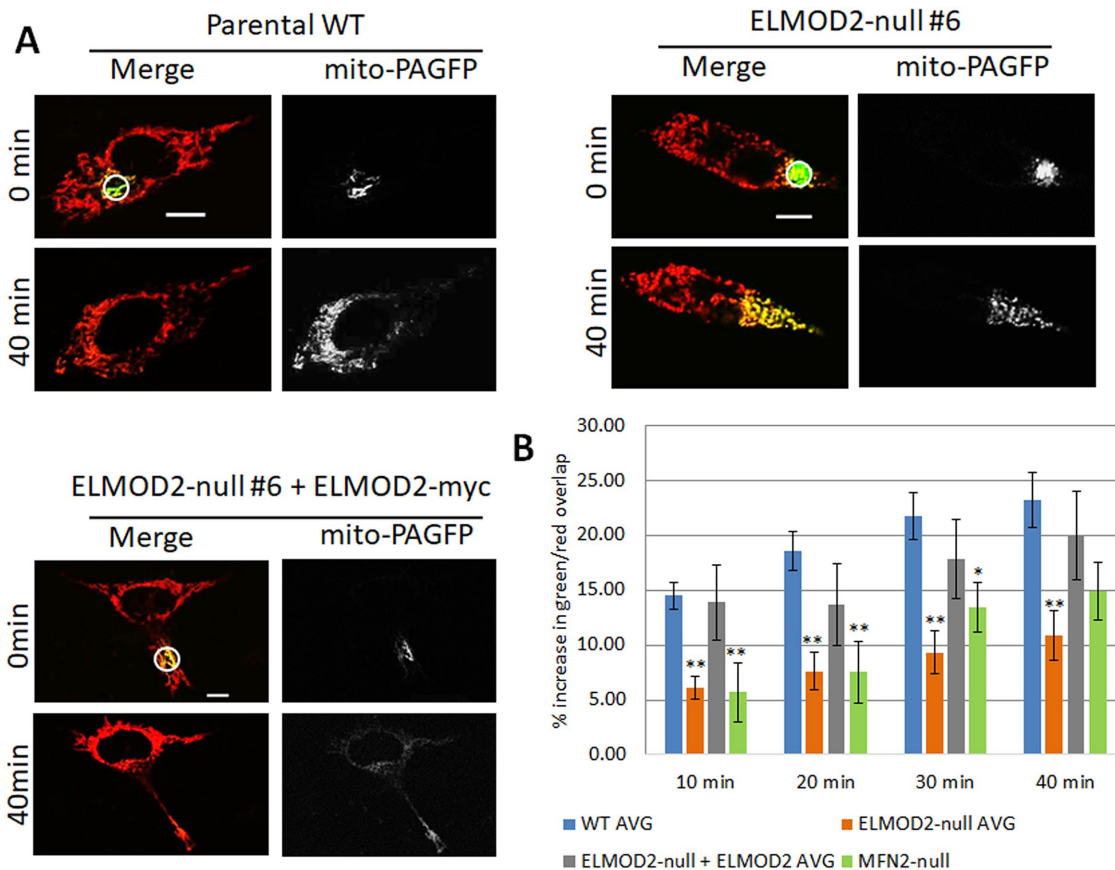 A
Parental WT
Merge mito-PAGFP
0 min
40 min
ELMOD2-null #6
Merge mito-PAGFP
0 min
40 min
ELMOD2-null #6 + ELMOD2-myc
Merge mito-PAGFP
0min
40min
B
% increase in green/red overlap
30.00
25.00
20.00
15.00
10.00
5.00
0.00
** ** ** ** ** * **
10 min 20 min 30 min 40 min
WT AVG ELMOD2-null AVG
ELMOD2-null + ELMOD2 AVG MFN2-null